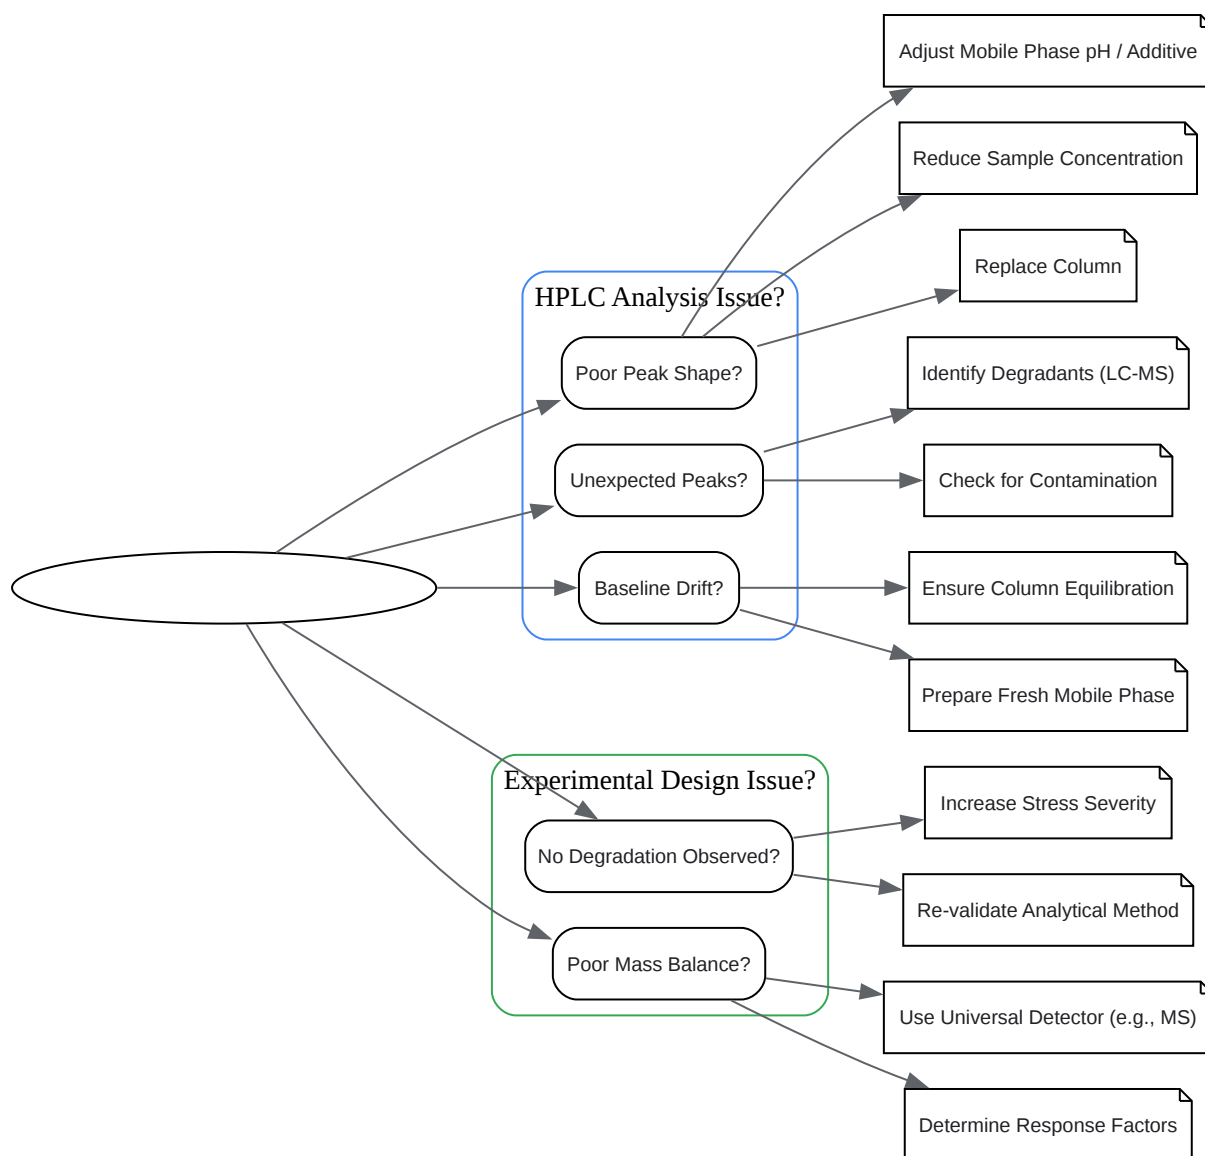 Adjust Mobile Phase pH / Additive
Reduce Sample Concentration
Replace Column
HPLC Analysis Issue?
Poor Peak Shape?
Identify Degradants (LC-MS)
Unexpected Peaks?
Check for Contamination
Baseline Drift?
Ensure Column Equilibration
Prepare Fresh Mobile Phase
Experimental Design Issue?
Increase Stress Severity
No Degradation Observed?
Re-validate Analytical Method
Poor Mass Balance?
Use Universal Detector (e.g., MS)
Determine Response Factors